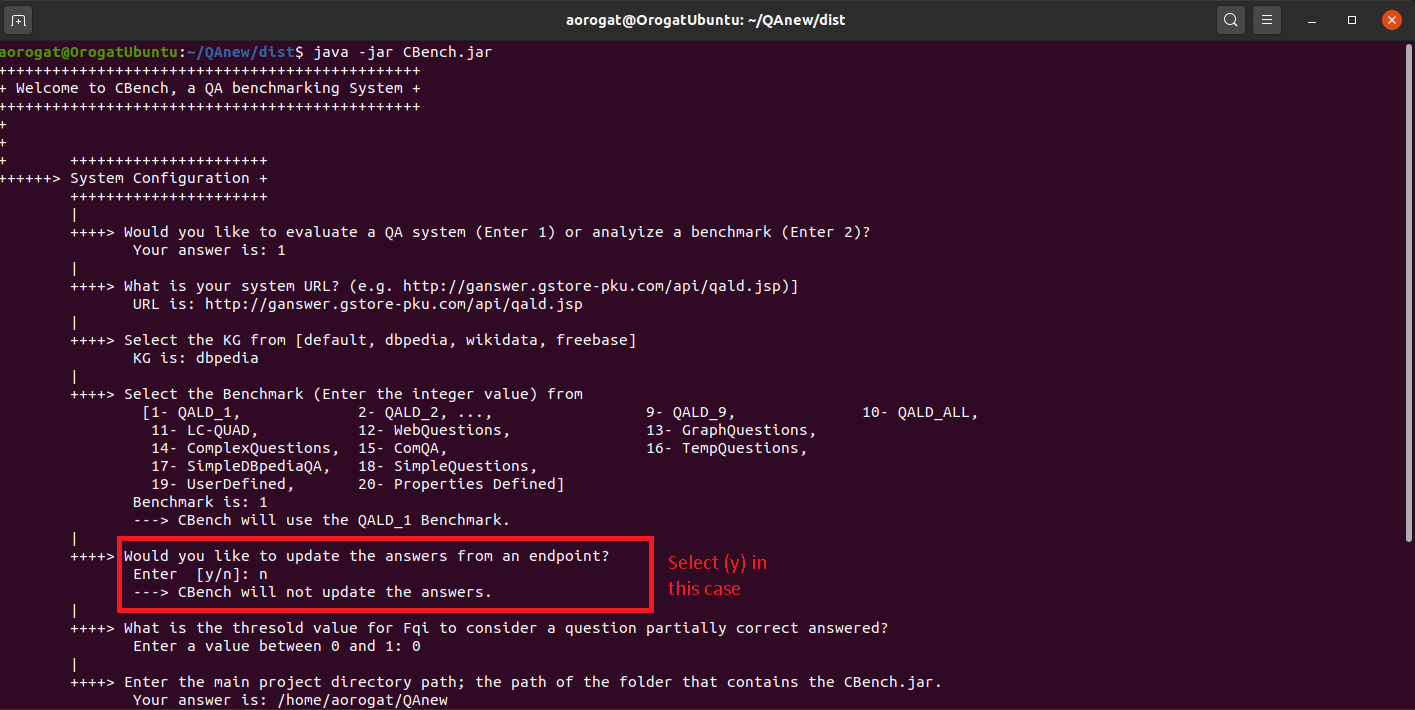 aorogat@OrogatUbuntu: ~/QAnew/dist
aorogat@OrogatUbuntu:~/QAnew/dist$ java -jar CBench.jar
+++++++++++++++++++++++++++++++++++++++++++++++
+ Welcome to CBench, a QA benchmarking System +
+++++++++++++++++++++++++++++++++++++++++++++++
+
+
+       ++++++++++++++++++++++
++++++> System Configuration +
        ++++++++++++++++++++++
        |
        ++++> Would you like to evaluate a QA system (Enter 1) or analyize a benchmark (Enter 2)?
               Your answer is: 1
        |
        ++++> What is your system URL? (e.g. http://ganswer.gstore-pku.com/api/qald.jsp)]
               URL is: http://ganswer.gstore-pku.com/api/qald.jsp
        |
        ++++> Select the KG from [default, dbpedia, wikidata, freebase]
               KG is: dbpedia
        |
        ++++> Select the Benchmark (Enter the integer value) from
                [1- QALD_1,             2- QALD_2, ...,                 9- QALD_9,              10- QALD_ALL,
                 11- LC-QUAD,           12- WebQuestions,               13- GraphQuestions,
                 14- ComplexQuestions,  15- ComQA,                      16- TempQuestions,
                 17- SimpleDBpediaQA,   18- SimpleQuestions,
                 19- UserDefined,       20- Properties Defined]
               Benchmark is: 1
               ---> CBench will use the QALD_1 Benchmark.
        |
        ++++> Would you like to update the answers from an endpoint?
               Enter  [y/n]: n
               ---> CBench will not update the answers.
Select (y) in
this case
        |
        ++++> What is the thresold value for Fqi to consider a question partially correct answered?
               Enter a value between 0 and 1: 0
        |
        ++++> Enter the main project directory path; the path of the folder that contains the CBench.jar.
               Your answer is: /home/aorogat/QAnew